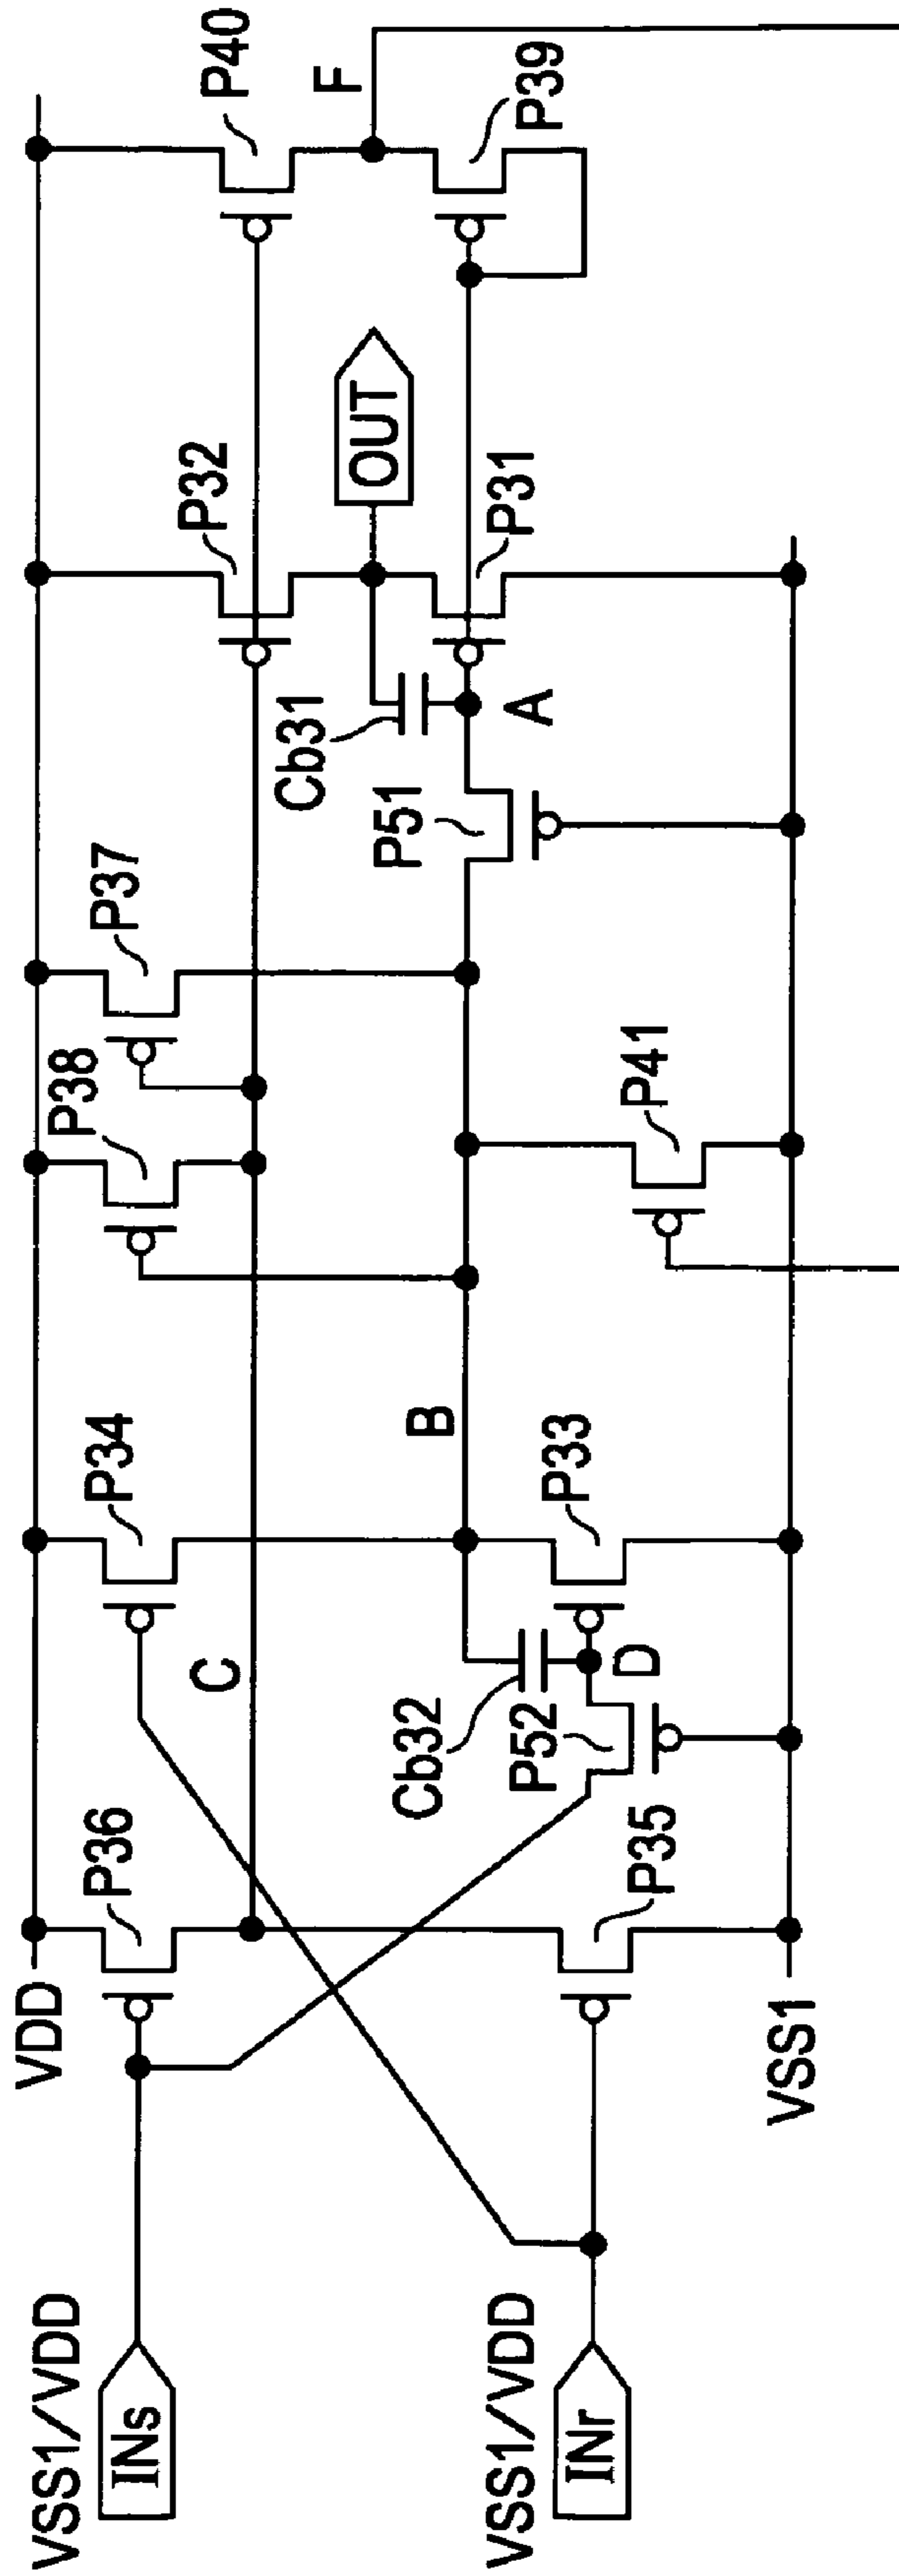 VSS1/VDD
INs
VSS1/VDD
INr
VDD
P36
C
P34
P38
P37
P32
P40
F
P39
OUT
Cb31
P31
A
P51
B
P33
Cb32
D
P52
P35
P41
VSS1